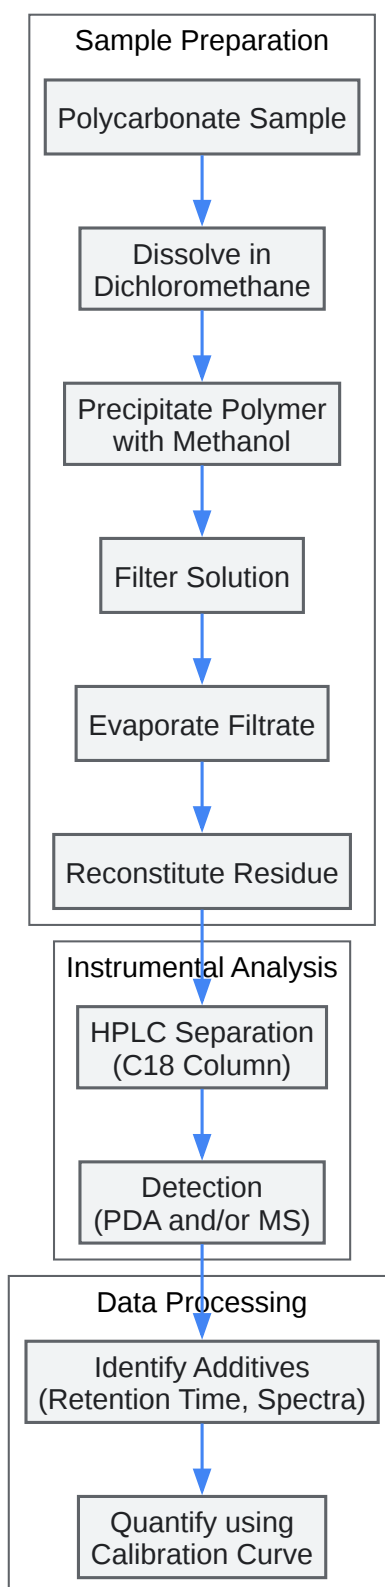 Sample Preparation
Polycarbonate Sample
Dissolve in
Dichloromethane
Precipitate Polymer
with Methanol
Filter Solution
Evaporate Filtrate
Reconstitute Residue
Instrumental Analysis
HPLC Separation
(C18 Column)
Detection
(PDA and/or MS)
Data Processing
Identify Additives
(Retention Time, Spectra)
Quantify using
Calibration Curve